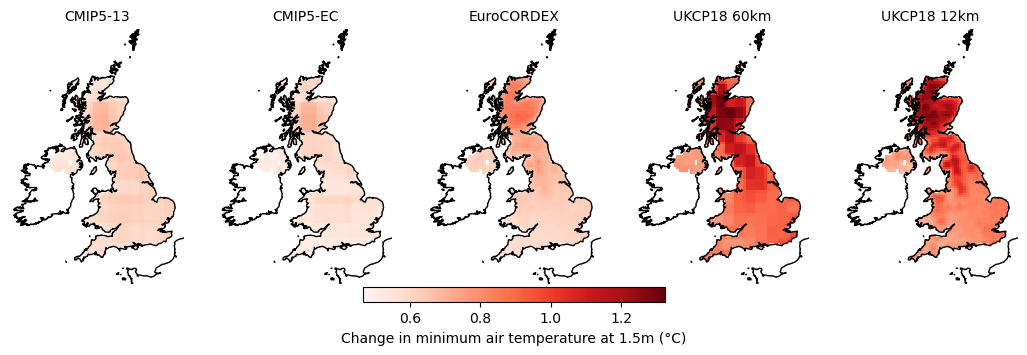 CMIP5-13 CMIP5-EC EuroCORDEX UKCP18 60km UKCP18 12km
0.6 0.8 1.0 1.2
Change in minimum air temperature at 1.5m (°C)